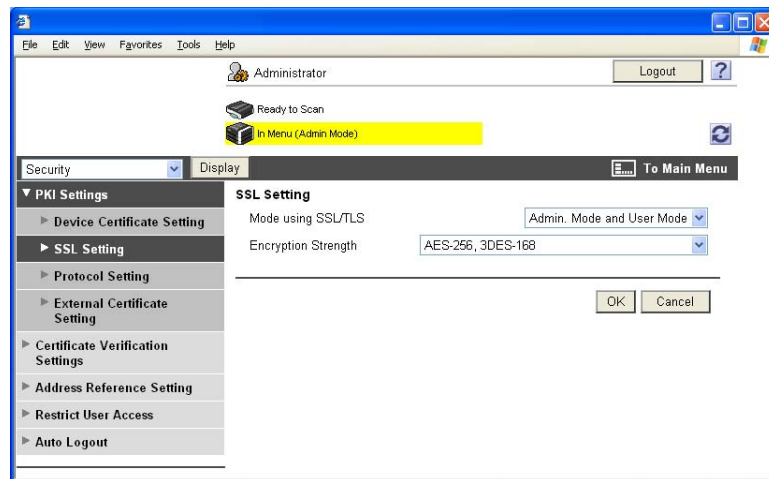 File Edit View Favorites Tools Help
Administrator
Logout
?
Ready to Scan
In Menu (Admin Mode)
Security
Display
To Main Menu
PKI Settings
Device Certificate Setting
SSL Setting
Protocol Setting
External Certificate
Setting
Certificate Verification
Settings
Address Reference Setting
Restrict User Access
Auto Logout
SSL Setting
Mode using SSL/TLS
Admin. Mode and User Mode
Encryption Strength
AES-256, 3DES-168
OK
Cancel